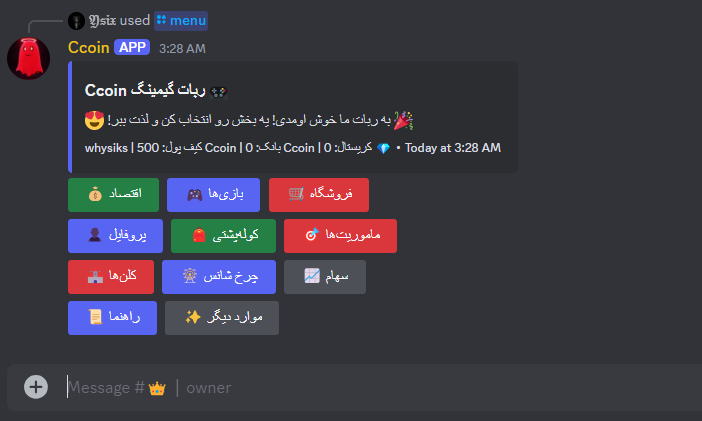 𝖄𝖘𝖎𝖝 used menu
Ccoin APP 3:28 AM
🎮 ربات گیمینگ Ccoin
🎉 به ربات ما خوش اومدی! یه بخش رو انتخاب کن و لذت ببر! 😍
whysiks | 500 :کیف پول Ccoin | 0 :بانک Ccoin | 0 :کریستال 💎 • Today at 3:28 AM
💰 اقتصاد 🎮 بازی‌ها 🛒 فروشگاه
👤 پروفایل 🎒 کوله‌پشتی 🎯 ماموریت‌ها
🏰 کلن‌ها 🎡 چرخ شانس 📈 سهام
📜 راهنما ✨ موارد دیگر
Message # 👑 | owner